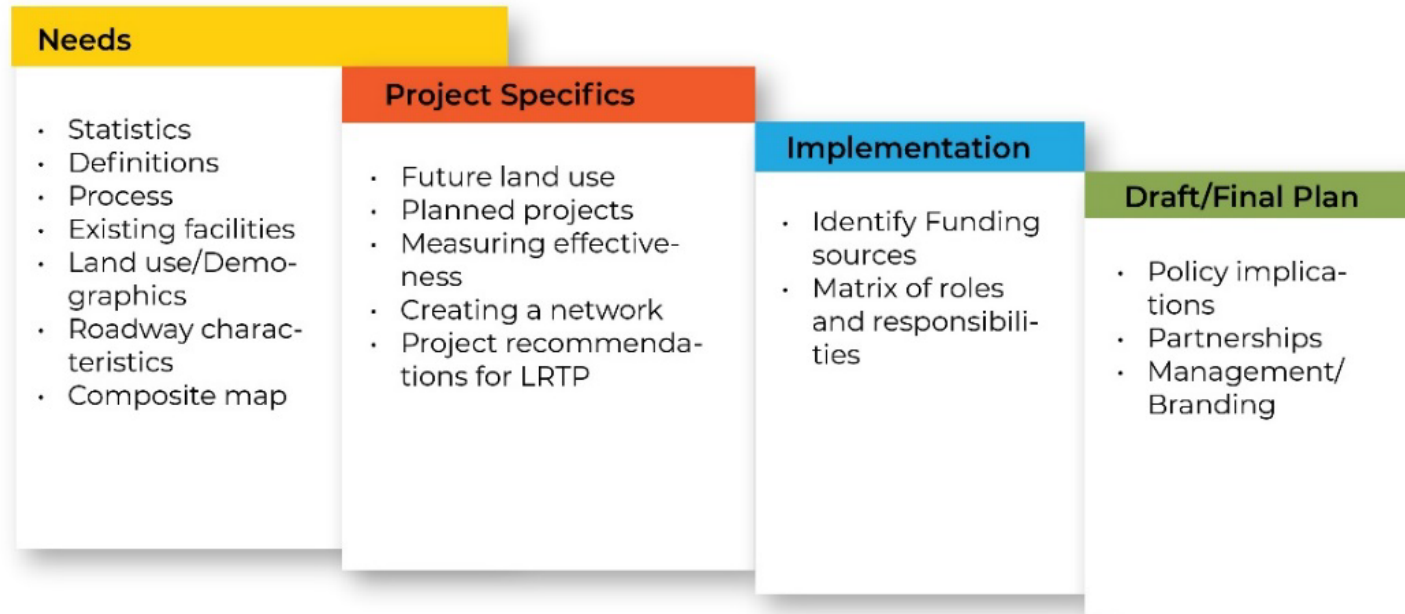 Needs
• Statistics
• Definitions
• Process
• Existing facilities
• Land use/Demo-
graphics
• Roadway charac-
teristics
• Composite map
Project Specifics
• Future land use
• Planned projects
• Measuring effective-
ness
• Creating a network
• Project recommenda-
tions for LRTP
Implementation
• Identify Funding
sources
• Matrix of roles
and responsibili-
ties
Draft/Final Plan
• Policy implica-
tions
• Partnerships
• Management/
Branding